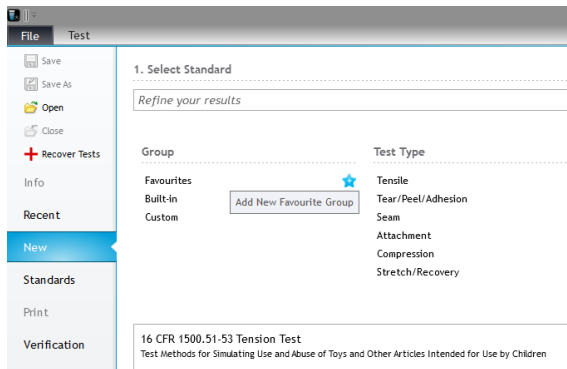 File Test
Save
Save As
Open
Close
Recover Tests
Info
Recent
New
Standards
Print
Verification
1. Select Standard
Refine your results
Group
Favourites
Built-in
Custom
Add New Favourite Group
Test Type
Tensile
Tear/Peel/Adhesion
Seam
Attachment
Compression
Stretch/Recovery
16 CFR 1500.51-53 Tension Test
Test Methods for Simulating Use and Abuse of Toys and Other Articles Intended for Use by Children